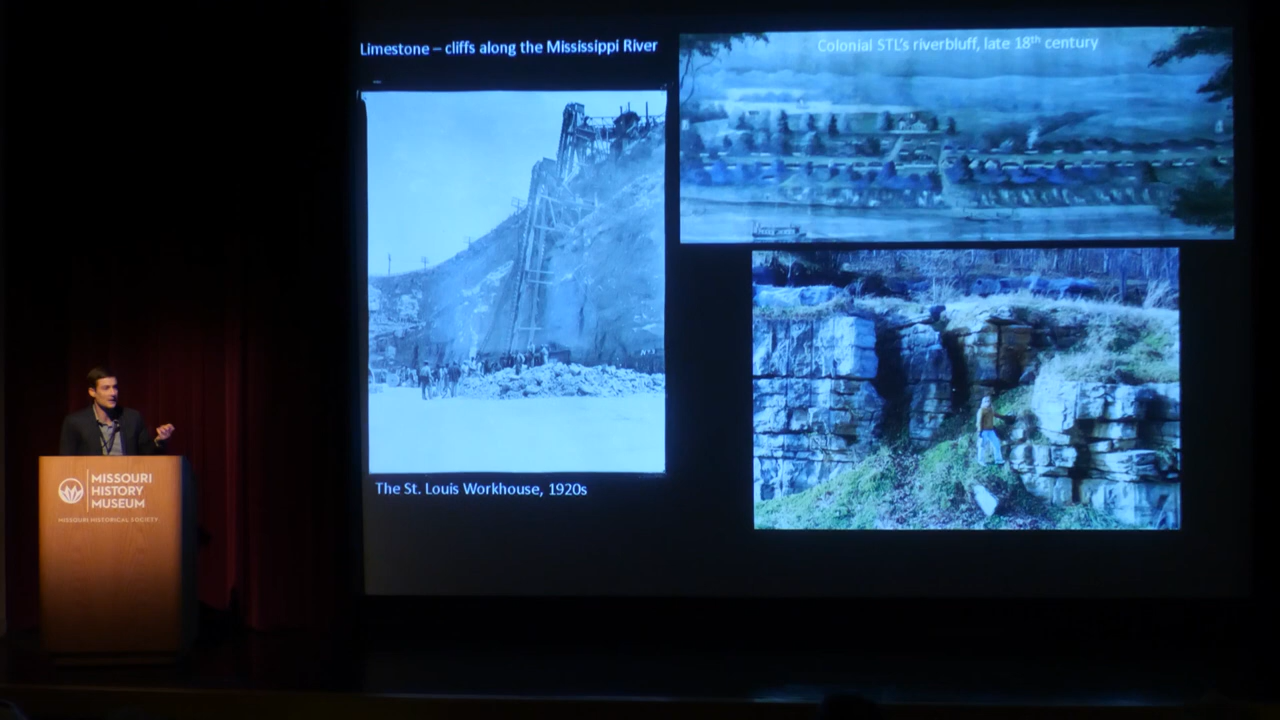 Limestone – cliffs along the Mississippi River
Colonial STL's riverbluff, late 18th century
The St. Louis Workhouse, 1920s
MISSOURI
HISTORY
MUSEUM
MISSOURI HISTORICAL SOCIETY